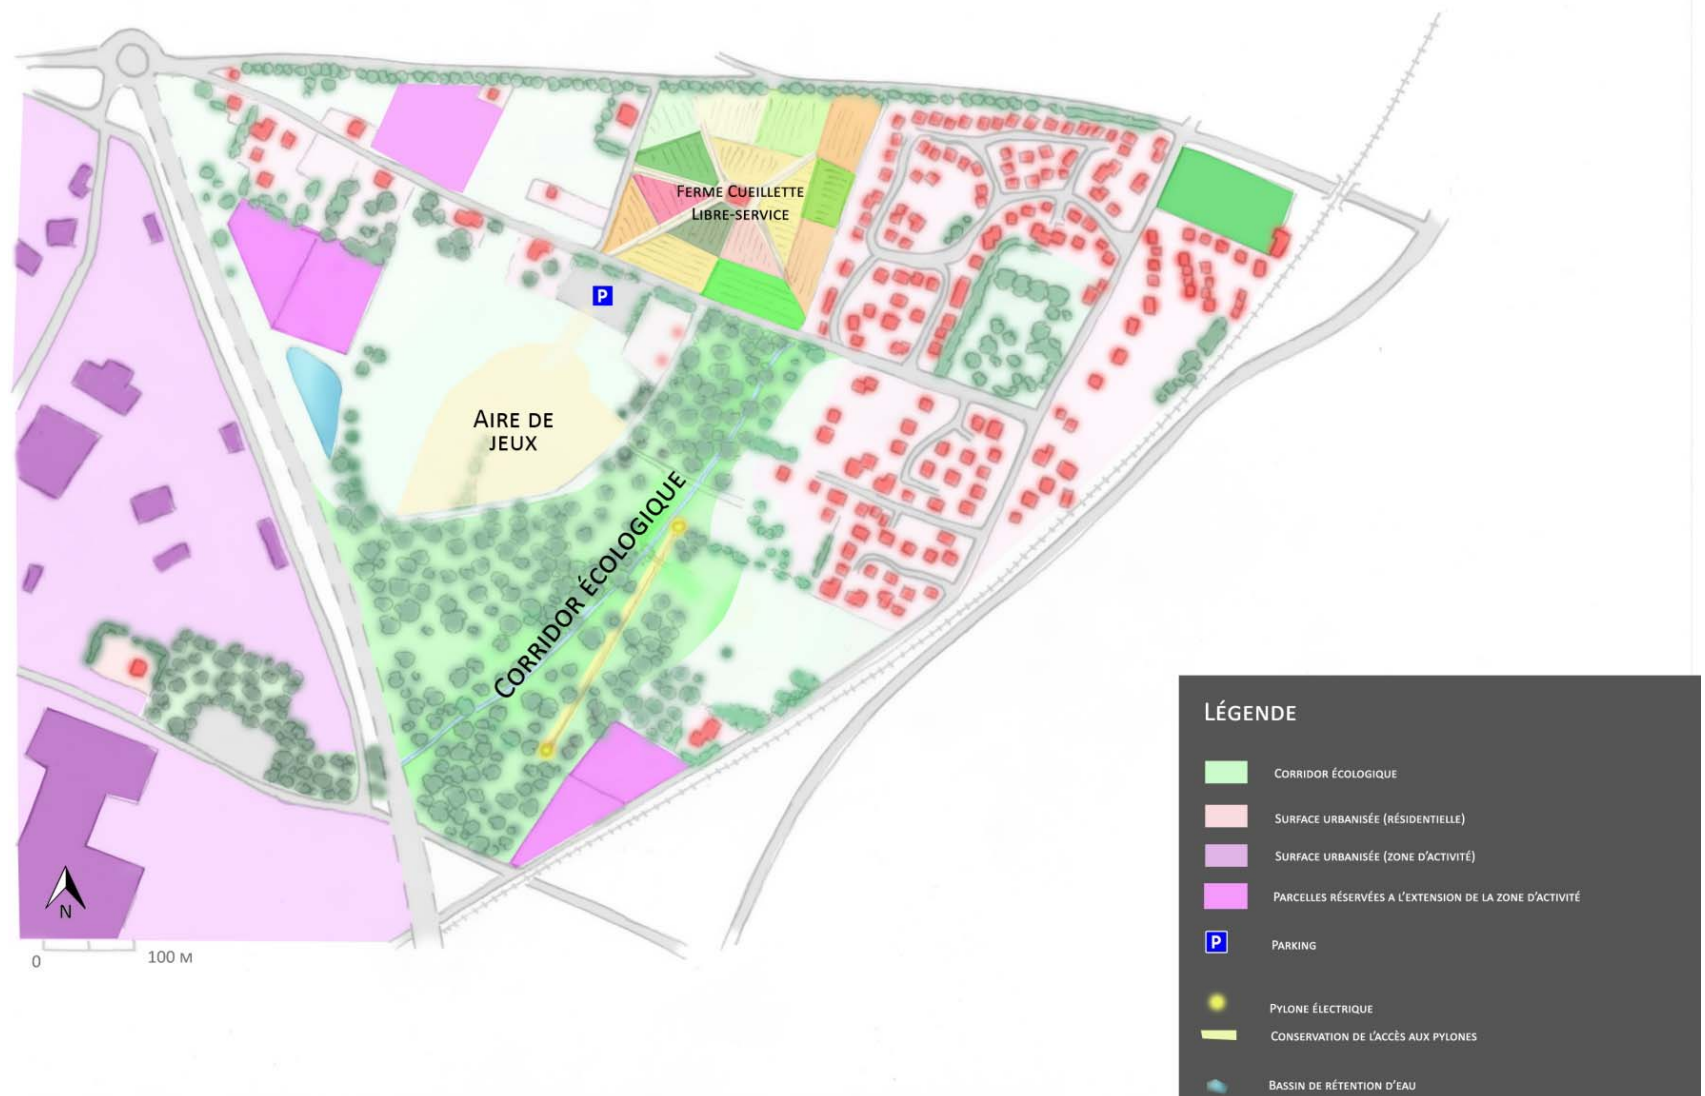 Ferme Cueillette
Libre-service
P
Aire de
jeux
Corridor écologique
N
0
100 m
Légende
Corridor écologique
Surface urbanisée (résidentielle)
Surface urbanisée (zone d'activité)
Parcelles réservées a l'extension de la zone d'activité
P
Parking
Pylone électrique
Conservation de l'accès aux pylones
Bassin de rétention d'eau